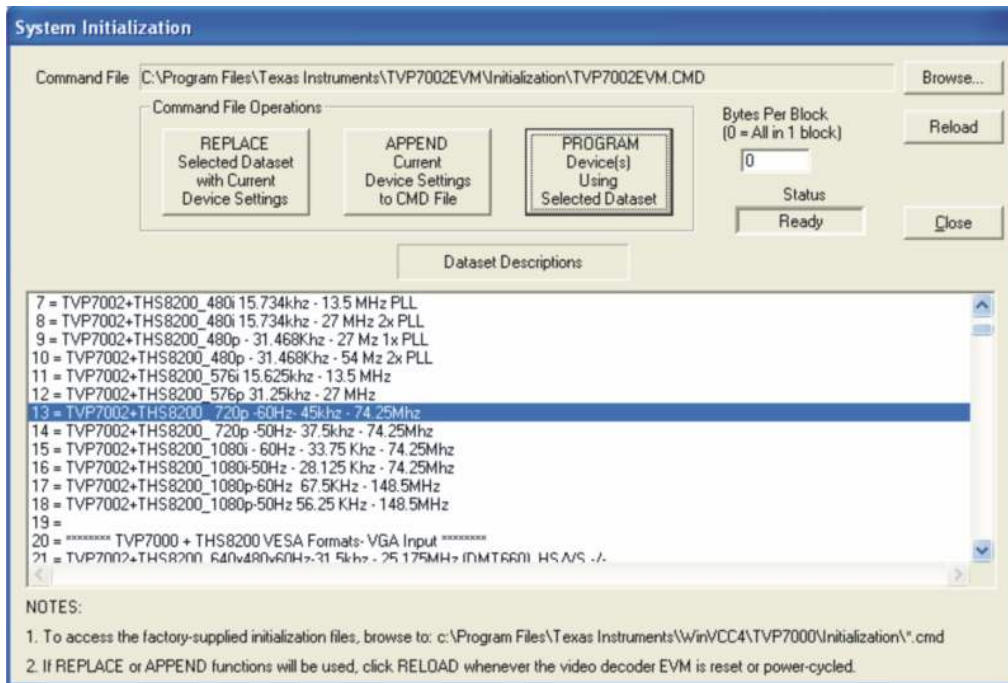 System Initialization
Command File C:\Program Files\Texas Instruments\TVP7002EVM\Initialization\TVP7002EVM.CMD
Browse...
Command File Operations
REPLACE
Selected Dataset
with Current
Device Settings
APPEND
Current
Device Settings
to CMD File
PROGRAM
Device(s)
Using
Selected Dataset
Bytes Per Block
(0 = All in 1 block)
0
Reload
Status
Ready
Close
Dataset Descriptions
7 = TVP7002+THS8200_480i 15.734khz - 13.5 MHz PLL
8 = TVP7002+THS8200_480i 15.734khz - 27 MHz 2x PLL
9 = TVP7002+THS8200_480p - 31.468Khz - 27 Mz 1x PLL
10 = TVP7002+THS8200_480p - 31.468Khz - 54 Mz 2x PLL
11 = TVP7002+THS8200_576i 15.625khz - 13.5 MHz
12 = TVP7002+THS8200_576p 31.25khz - 27 MHz
13 = TVP7002+THS8200_ 720p -60Hz- 45khz - 74.25Mhz
14 = TVP7002+THS8200_ 720p -50Hz- 37.5khz - 74.25Mhz
15 = TVP7002+THS8200_1080i - 60Hz - 33.75 Khz - 74.25Mhz
16 = TVP7002+THS8200_1080i-50Hz - 28.125 Khz - 74.25Mhz
17 = TVP7002+THS8200_1080p-60Hz 67.5KHz - 148.5MHz
18 = TVP7002+THS8200_1080p-50Hz 56.25 KHz - 148.5MHz
19 =
20 = ******** TVP7000 + THS8200 VESA Formats- VGA Input ********
21 = TVP7002+THS8200_640x480x60Hz-31.5khz - 25.175MHz (DMT660) HS/VS -/-
NOTES:
1. To access the factory-supplied initialization files, browse to: c:\Program Files\Texas Instruments\WinVCC4\TVP7000\Initialization\*.cmd
2. If REPLACE or APPEND functions will be used, click RELOAD whenever the video decoder EVM is reset or power-cycled.